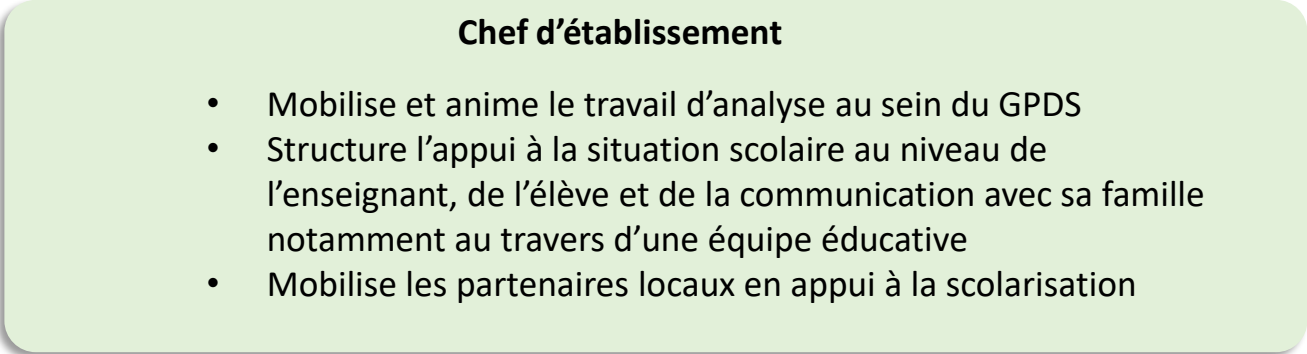 Chef d’établissement
• Mobilise et anime le travail d’analyse au sein du GPDS
• Structure l’appui à la situation scolaire au niveau de
l’enseignant, de l’élève et de la communication avec sa famille
notamment au travers d’une équipe éducative
• Mobilise les partenaires locaux en appui à la scolarisation